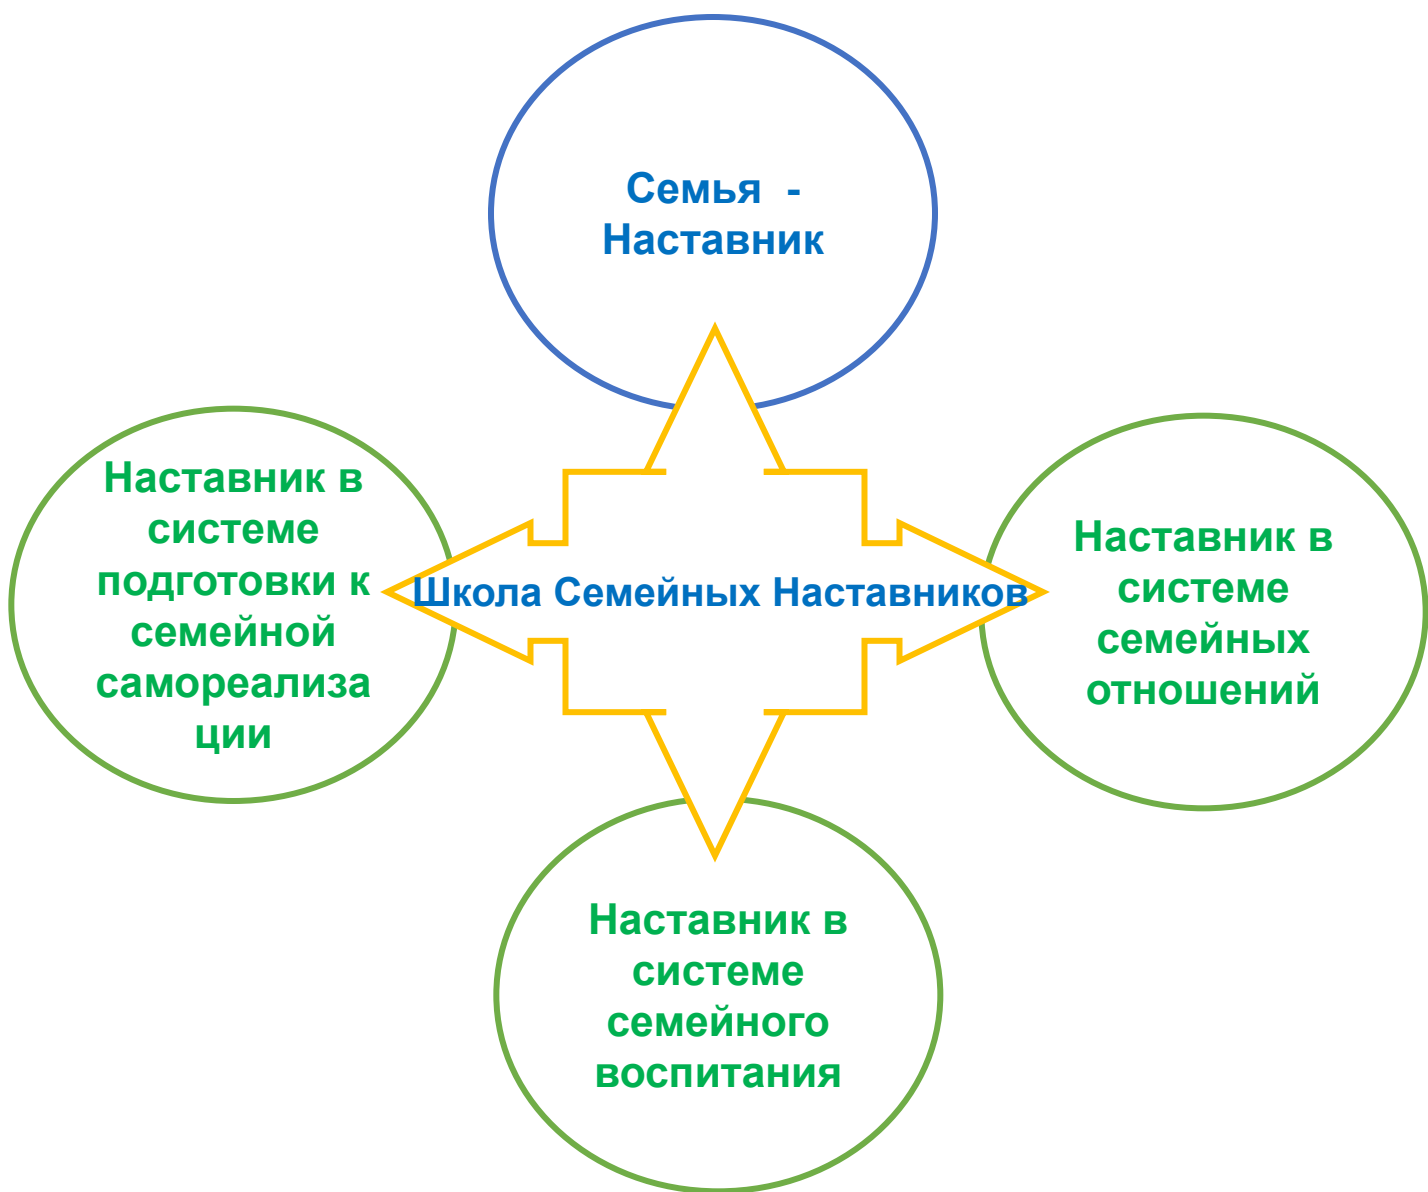 Семья -
Наставник
Наставник в
системе
подготовки к
семейной
самореализа
ции
Школа Семейных Наставников
Наставник в
системе
семейных
отношений
Наставник в
системе
семейного
воспитания